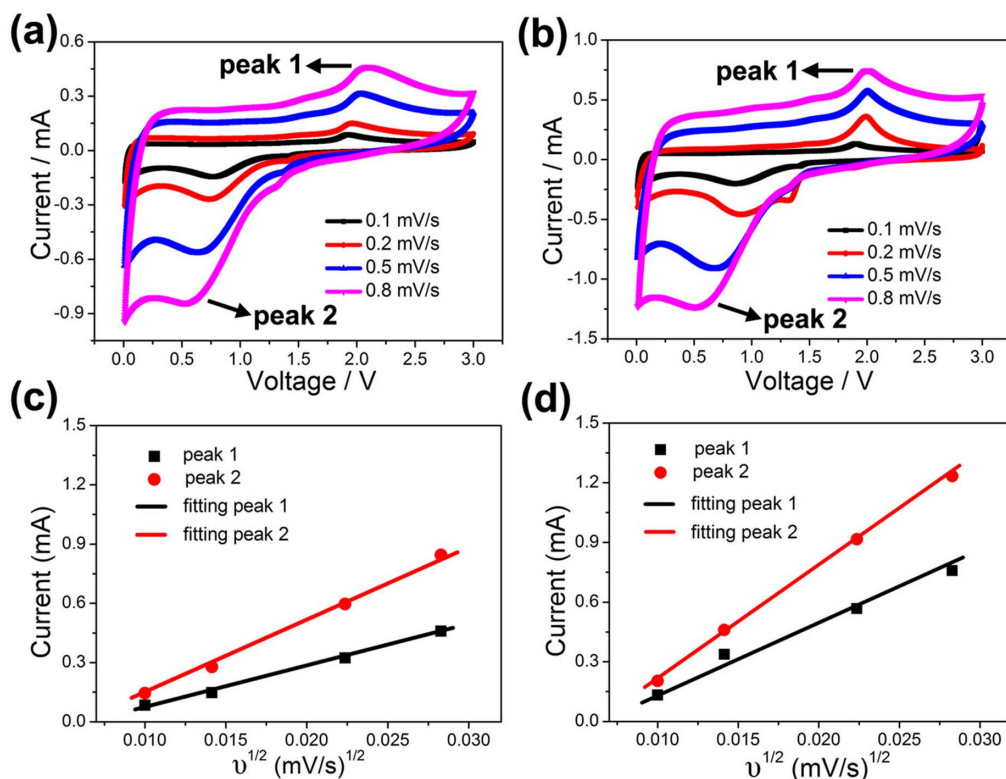 (a)
0.6
0.3
0.0
-0.3
-0.6
-0.9
Current / mA
peak 1
0.1 mV/s
0.2 mV/s
0.5 mV/s
0.8 mV/s
peak 2
0.0 0.5 1.0 1.5 2.0 2.5 3.0
Voltage / V
(b)
1.0
0.5
0.0
-0.5
-1.0
-1.5
Current / mA
peak 1
0.1 mV/s
0.2 mV/s
0.5 mV/s
0.8 mV/s
peak 2
0.0 0.5 1.0 1.5 2.0 2.5 3.0
Voltage / V
(c)
1.5
1.2
0.9
0.6
0.3
0.0
Current (mA)
peak 1
peak 2
fitting peak 1
fitting peak 2
0.010 0.015 0.020 0.025 0.030
υ1/2 (mV/s)1/2
(d)
1.5
1.2
0.9
0.6
0.3
0.0
Current (mA)
peak 1
peak 2
fitting peak 1
fitting peak 2
0.010 0.015 0.020 0.025 0.030
υ1/2 (mV/s)1/2